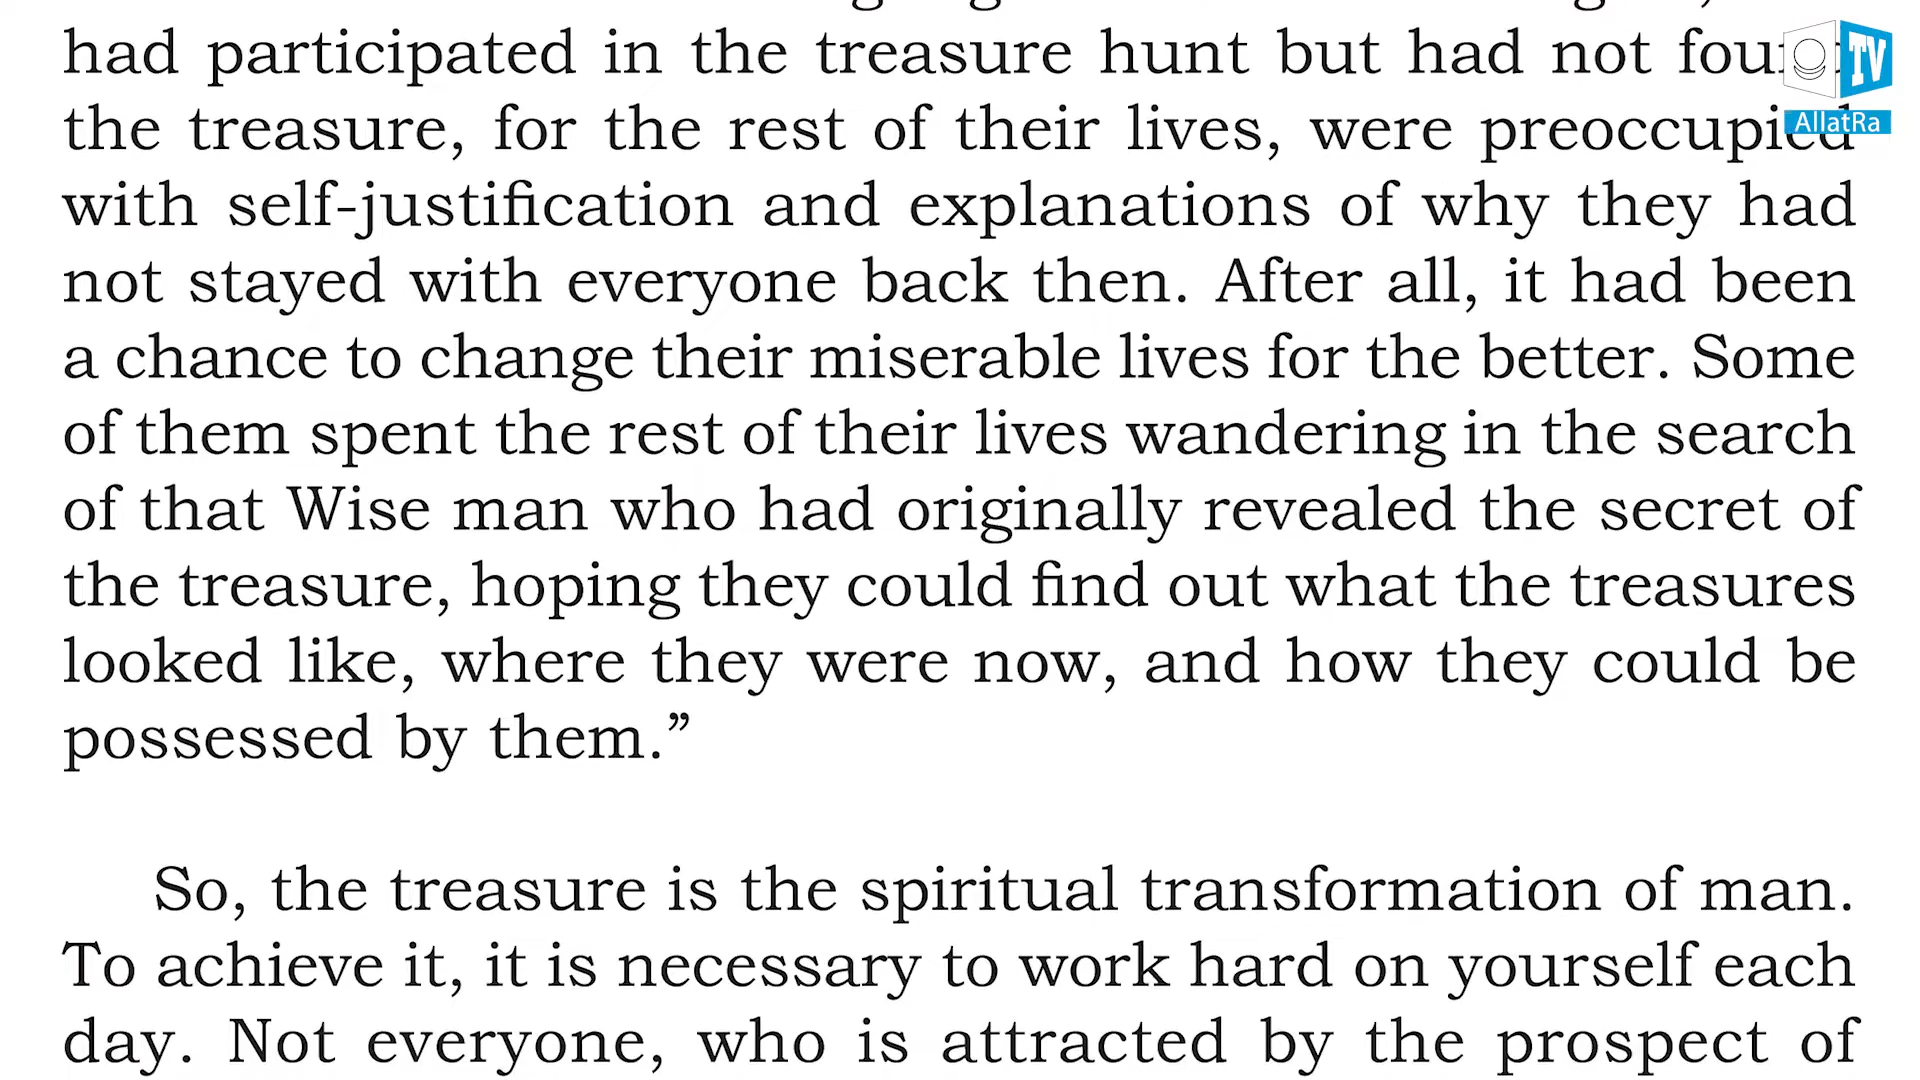 had participated in the treasure hunt but had not found
the treasure, for the rest of their lives, were preoccupied
with self-justification and explanations of why they had
not stayed with everyone back then. After all, it had been
a chance to change their miserable lives for the better. Some
of them spent the rest of their lives wandering in the search
of that Wise man who had originally revealed the secret of
the treasure, hoping they could find out what the treasures
looked like, where they were now, and how they could be
possessed by them.”
So, the treasure is the spiritual transformation of man.
To achieve it, it is necessary to work hard on yourself each
day. Not everyone, who is attracted by the prospect of
TV
AllatRa